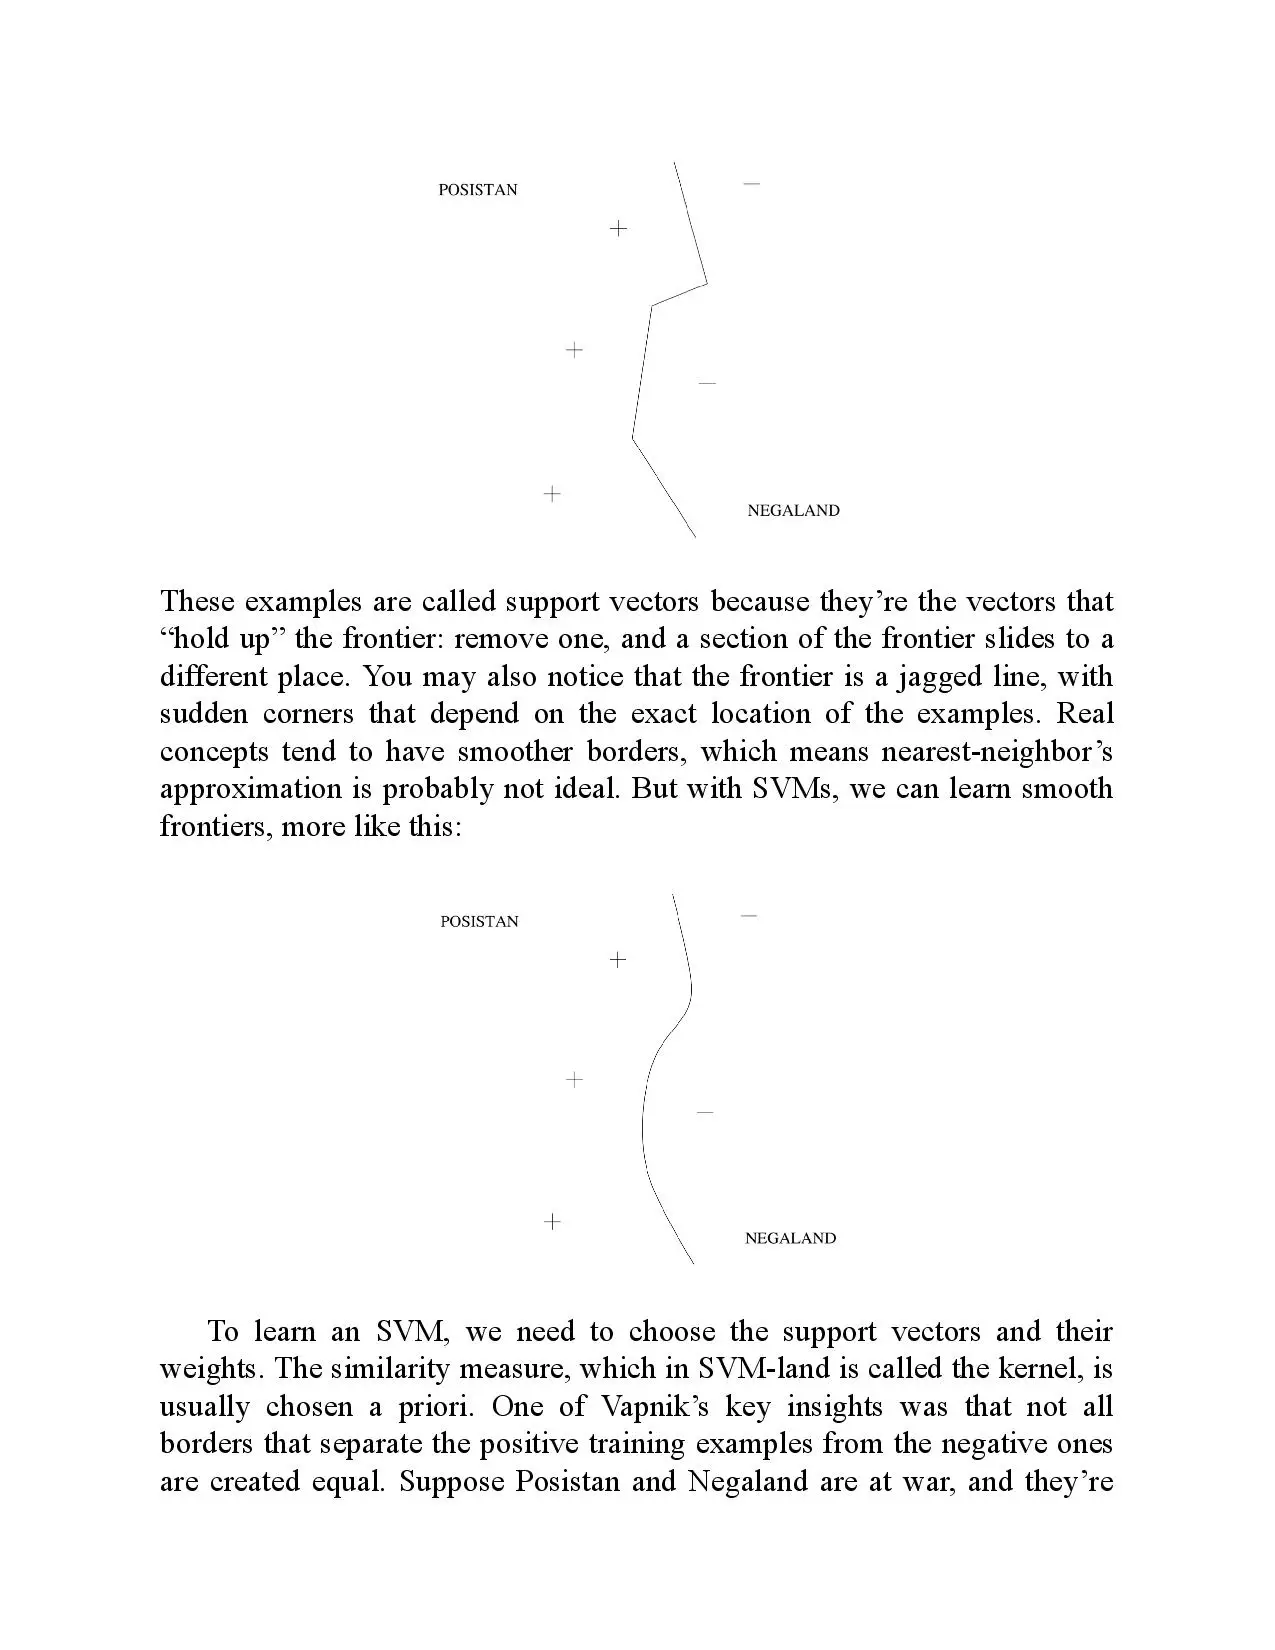 POSISTAN
−
+
+
−
+
NEGALAND
These examples are called support vectors because they’re the vectors that
“hold up” the frontier: remove one, and a section of the frontier slides to a
different place. You may also notice that the frontier is a jagged line, with
sudden corners that depend on the exact location of the examples. Real
concepts tend to have smoother borders, which means nearest-neighbor’s
approximation is probably not ideal. But with SVMs, we can learn smooth
frontiers, more like this:
POSISTAN
−
+
+
−
+
NEGALAND
To learn an SVM, we need to choose the support vectors and their
weights. The similarity measure, which in SVM-land is called the kernel, is
usually chosen a priori. One of Vapnik’s key insights was that not all
borders that separate the positive training examples from the negative ones
are created equal. Suppose Posistan and Negaland are at war, and they’re